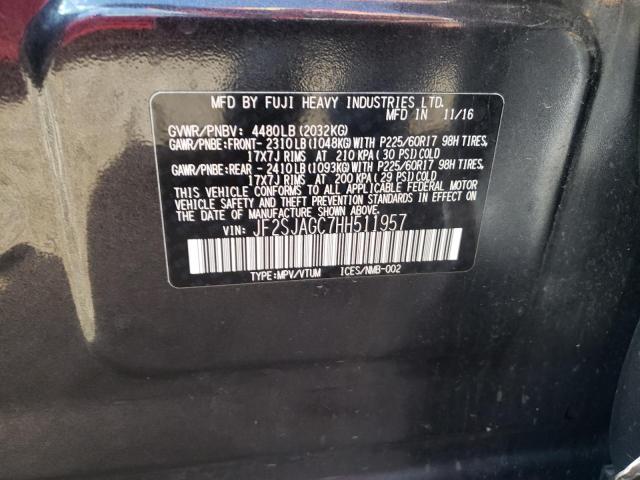 MFD BY FUJI HEAVY INDUSTRIES LTD.
MFD IN 11/16
GVWR/PNBV: 4480LB(2032KG)
GAWR/PNBE:FRONT-2310LB(1048KG)WITH P225/60R17 98H TIRES,
17X7J RIMS AT 210 KPA(30 PSI)COLD
GAWR/PNBE:REAR -2410LB(1093KG)WITH P225/60R17 98H TIRES,
17X7J RIMS AT 200 KPA(29 PSI)COLD
THIS VEHICLE CONFORMS TO ALL APPLICABLE FEDERAL MOTOR
VEHICLE SAFETY AND THEFT PREVENTION STANDARDS IN EFFECT ON
THE DATE OF MANUFACTURE SHOWN ABOVE.
VIN: JF2SJAGC7HH511957
TYPE:MPV/VTUM ICES/NMB-002